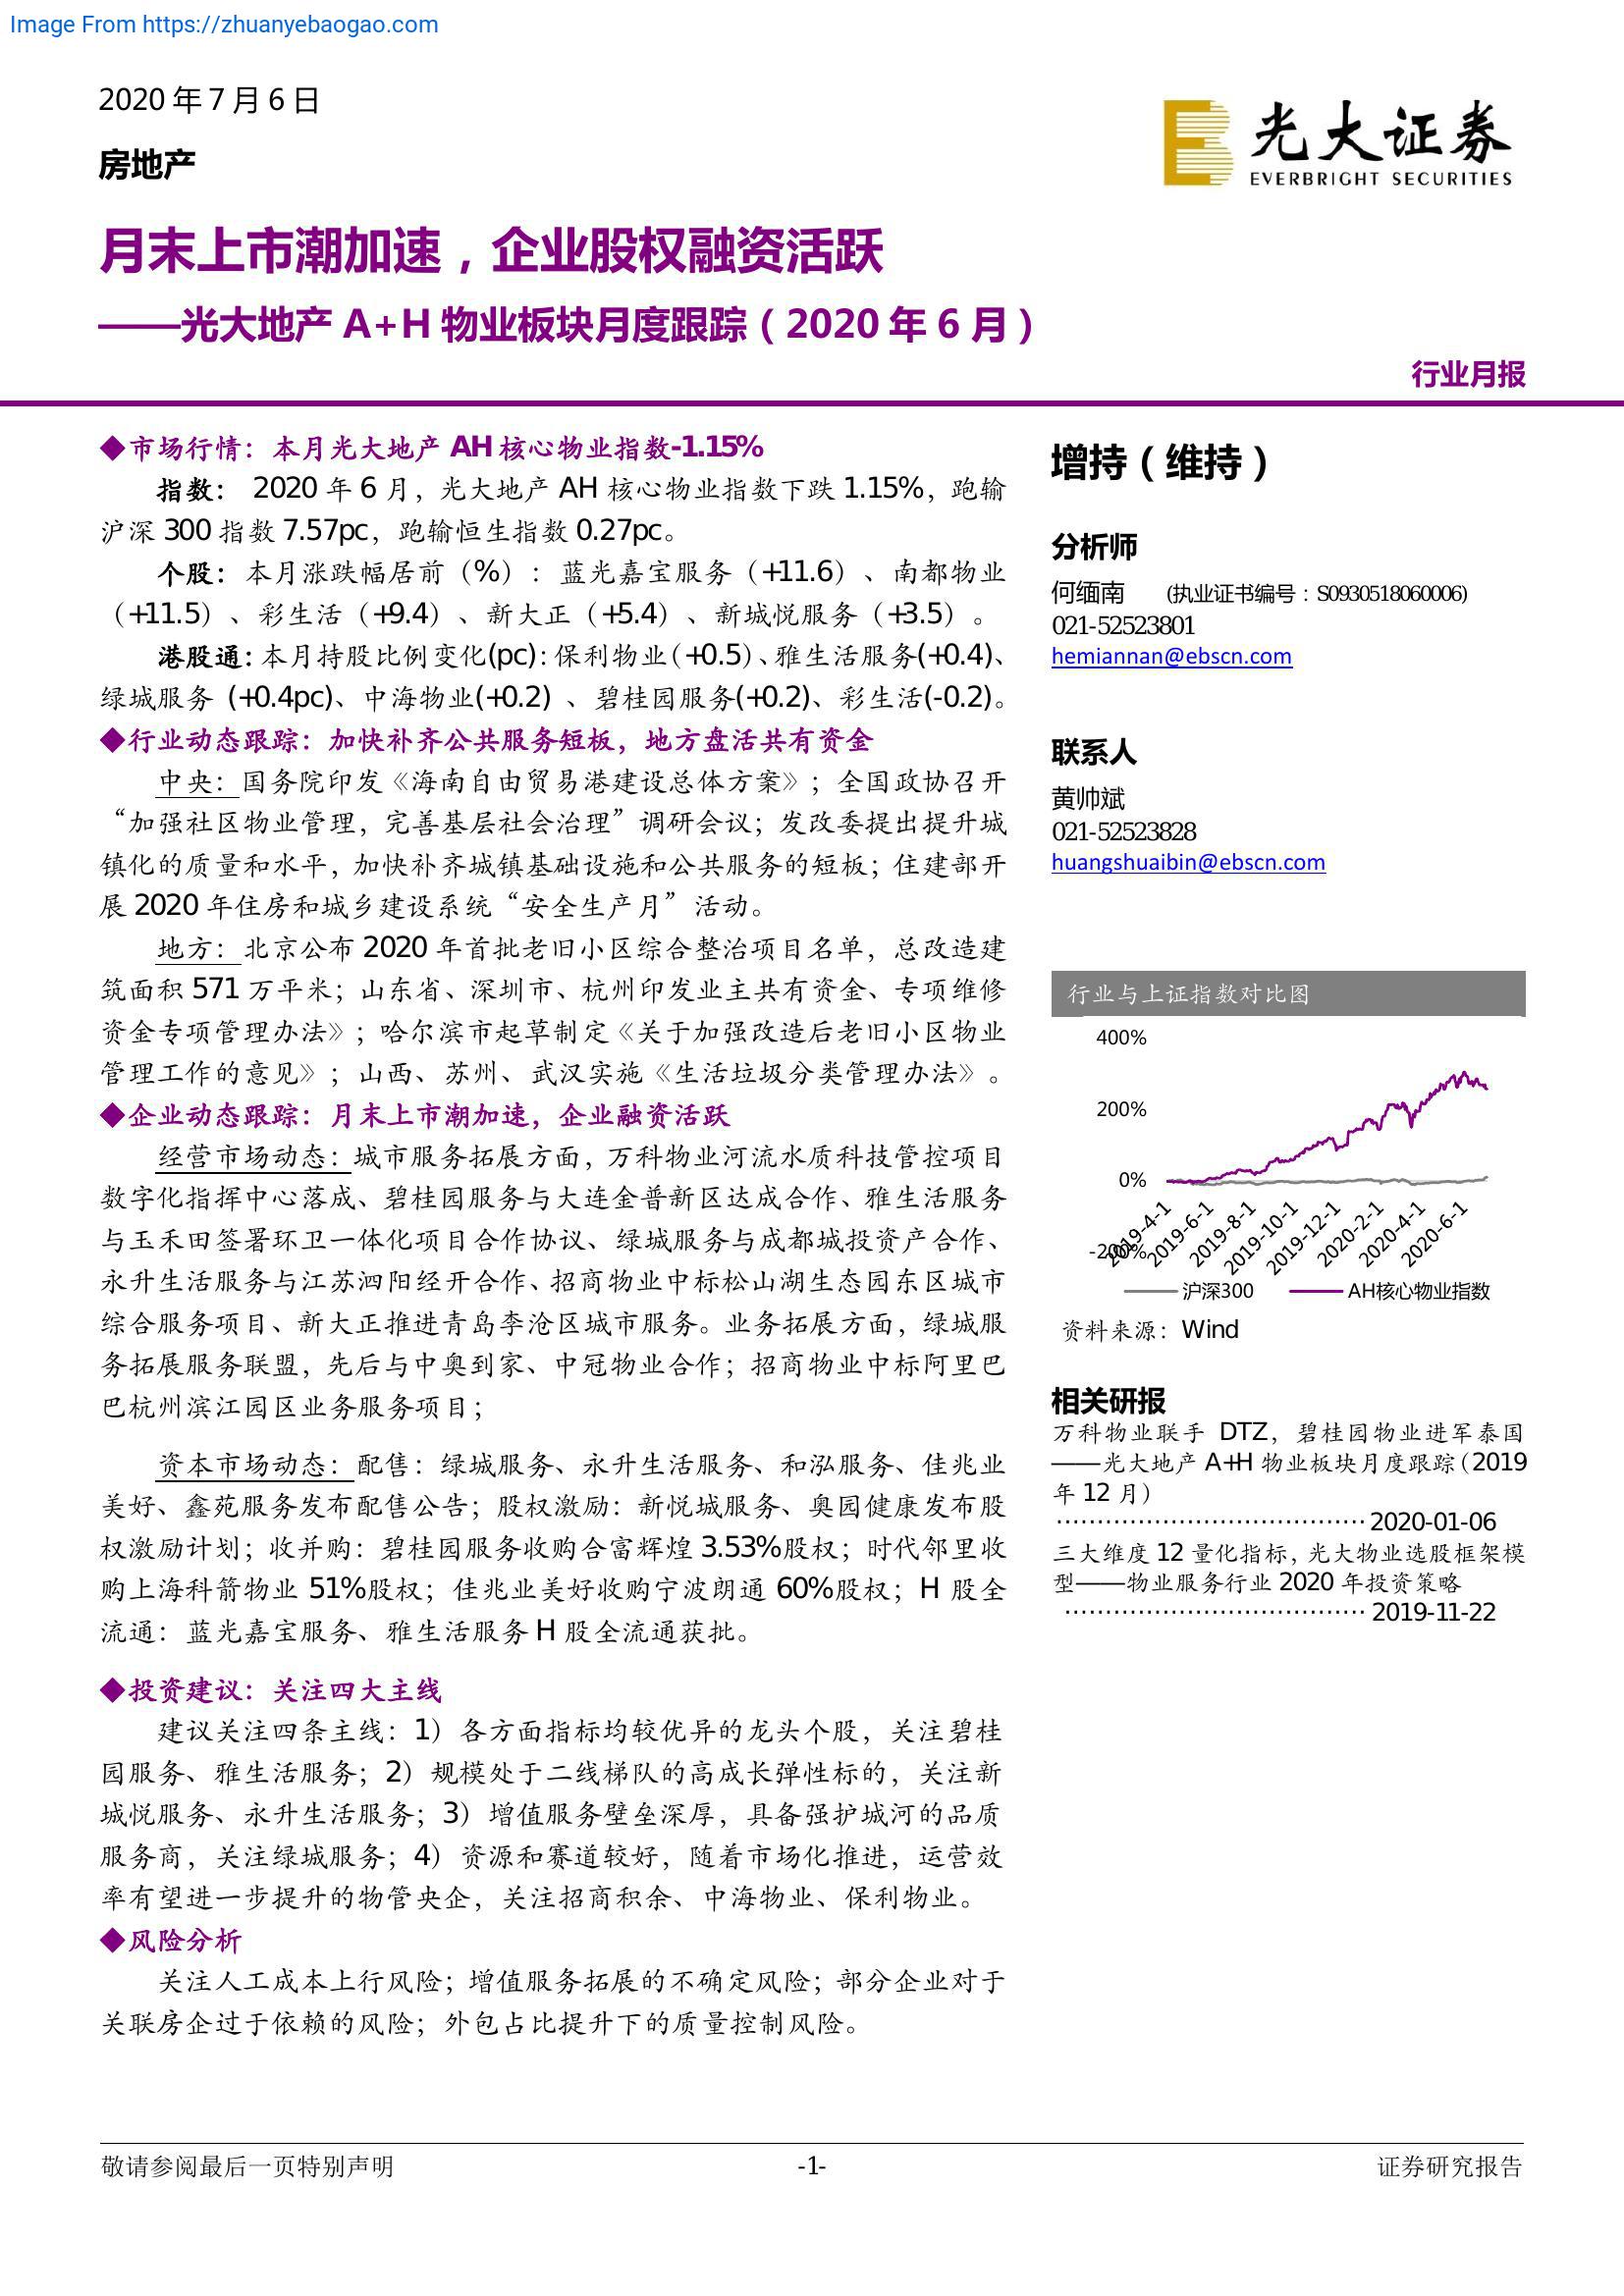 Image From https://zhuanyebaogao.com
2020 年 7 月 6 日
房地产
光大证券
EVERBRIGHT SECURITIES
月末上市潮加速，企业股权融资活跃
——光大地产 A+H 物业板块月度跟踪（2020 年 6 月）
行业月报
◆市场行情：本月光大地产 AH 核心物业指数-1.15%
指数： 2020 年 6 月，光大地产 AH 核心物业指数下跌 1.15%，跑输
沪深 300 指数 7.57pc，跑输恒生指数 0.27pc。
个股：本月涨跌幅居前（%）：蓝光嘉宝服务（+11.6）、南都物业
（+11.5）、彩生活（+9.4）、新大正（+5.4）、新城悦服务（+3.5）。
港股通：本月持股比例变化(pc)：保利物业（+0.5）、雅生活服务(+0.4)、
绿城服务 (+0.4pc)、中海物业(+0.2) 、碧桂园服务(+0.2)、彩生活(-0.2)。
◆行业动态跟踪：加快补齐公共服务短板，地方盘活共有资金
中央：国务院印发《海南自由贸易港建设总体方案》；全国政协召开
“加强社区物业管理，完善基层社会治理”调研会议；发改委提出提升城
镇化的质量和水平，加快补齐城镇基础设施和公共服务的短板；住建部开
展 2020 年住房和城乡建设系统“安全生产月”活动。
地方：北京公布 2020 年首批老旧小区综合整治项目名单，总改造建
筑面积 571 万平米；山东省、深圳市、杭州印发业主共有资金、专项维修
资金专项管理办法》；哈尔滨市起草制定《关于加强改造后老旧小区物业
管理工作的意见》；山西、苏州、武汉实施《生活垃圾分类管理办法》。
◆企业动态跟踪：月末上市潮加速，企业融资活跃
经营市场动态：城市服务拓展方面，万科物业河流水质科技管控项目
数字化指挥中心落成、碧桂园服务与大连金普新区达成合作、雅生活服务
与玉禾田签署环卫一体化项目合作协议、绿城服务与成都城投资产合作、
永升生活服务与江苏泗阳经开合作、招商物业中标松山湖生态园东区城市
综合服务项目、新大正推进青岛李沧区城市服务。业务拓展方面，绿城服
务拓展服务联盟，先后与中奥到家、中冠物业合作；招商物业中标阿里巴
巴杭州滨江园区业务服务项目；
资本市场动态：配售：绿城服务、永升生活服务、和泓服务、佳兆业
美好、鑫苑服务发布配售公告；股权激励：新悦城服务、奥园健康发布股
权激励计划；收并购：碧桂园服务收购合富辉煌 3.53%股权；时代邻里收
购上海科箭物业 51%股权；佳兆业美好收购宁波朗通 60%股权；H 股全
流通：蓝光嘉宝服务、雅生活服务 H 股全流通获批。
◆投资建议：关注四大主线
建议关注四条主线：1）各方面指标均较优异的龙头个股，关注碧桂
园服务、雅生活服务；2）规模处于二线梯队的高成长弹性标的，关注新
城悦服务、永升生活服务；3）增值服务壁垒深厚，具备强护城河的品质
服务商，关注绿城服务；4）资源和赛道较好，随着市场化推进，运营效
率有望进一步提升的物管央企，关注招商积余、中海物业、保利物业。
◆风险分析
关注人工成本上行风险；增值服务拓展的不确定风险；部分企业对于
关联房企过于依赖的风险；外包占比提升下的质量控制风险。
增持（维持）
分析师
何缅南 (执业证书编号：S0930518060006)
021-52523801
hemiannan@ebscn.com
联系人
黄帅斌
021-52523828
huangshuaibin@ebscn.com
行业与上证指数对比图
400%
200%
0%
-200%
2019-4-1 2019-6-1 2019-8-1 2019-10-1 2019-12-1 2020-2-1 2020-4-1 2020-6-1
沪深300 AH核心物业指数
资料来源：Wind
相关研报
万科物业联手 DTZ，碧桂园物业进军泰国
——光大地产 A+H 物业板块月度跟踪（2019
年 12 月）
····································· 2020-01-06
三大维度 12 量化指标，光大物业选股框架模
型——物业服务行业 2020 年投资策略
····································· 2019-11-22
敬请参阅最后一页特别声明 -1- 证券研究报告